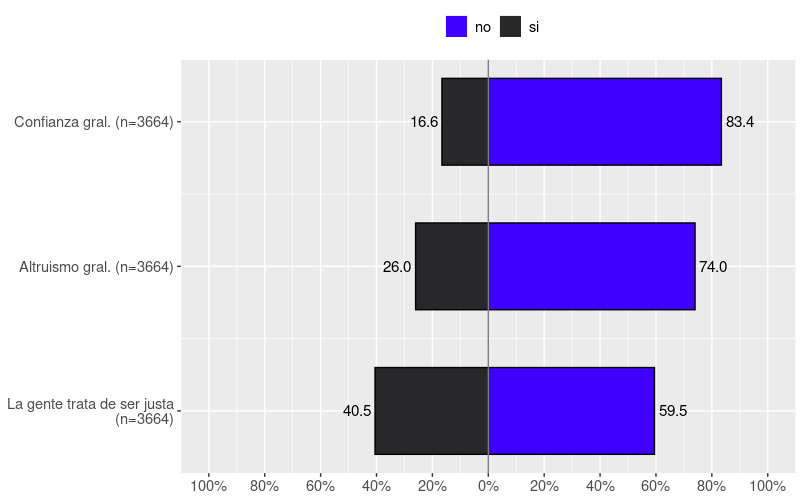 no si
Confianza gral. (n=3664) 16.6 83.4
Altruismo gral. (n=3664) 26.0 74.0
La gente trata de ser justa
(n=3664) 40.5 59.5
100% 80% 60% 40% 20% 0% 20% 40% 60% 80% 100%